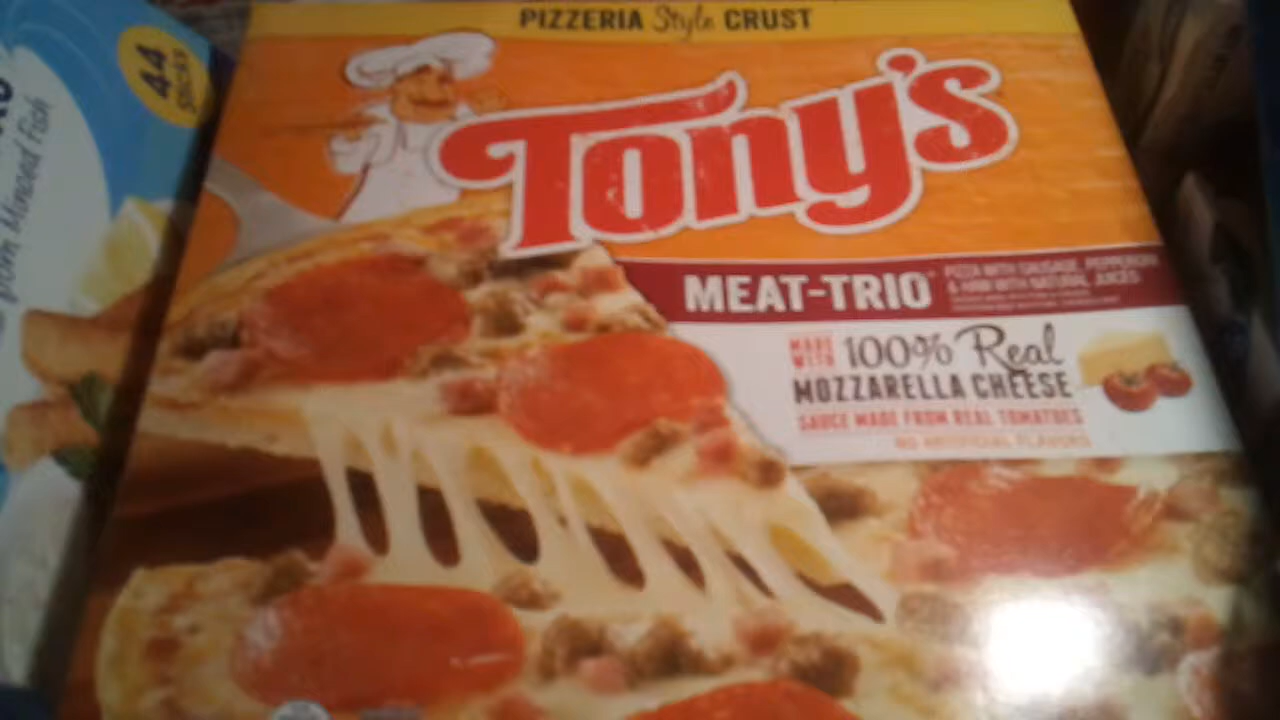 PIZZERIA Style CRUST
44
STICKS
from Minced Fish
Tony's
MEAT-TRIO
PIZZA WITH SAUSAGE, PEPPERONI
& HAM WITH NATURAL JUICES
MADE
WITH
100% Real
MOZZARELLA CHEESE
SAUCE MADE FROM REAL TOMATOES
NO ARTIFICIAL FLAVORS